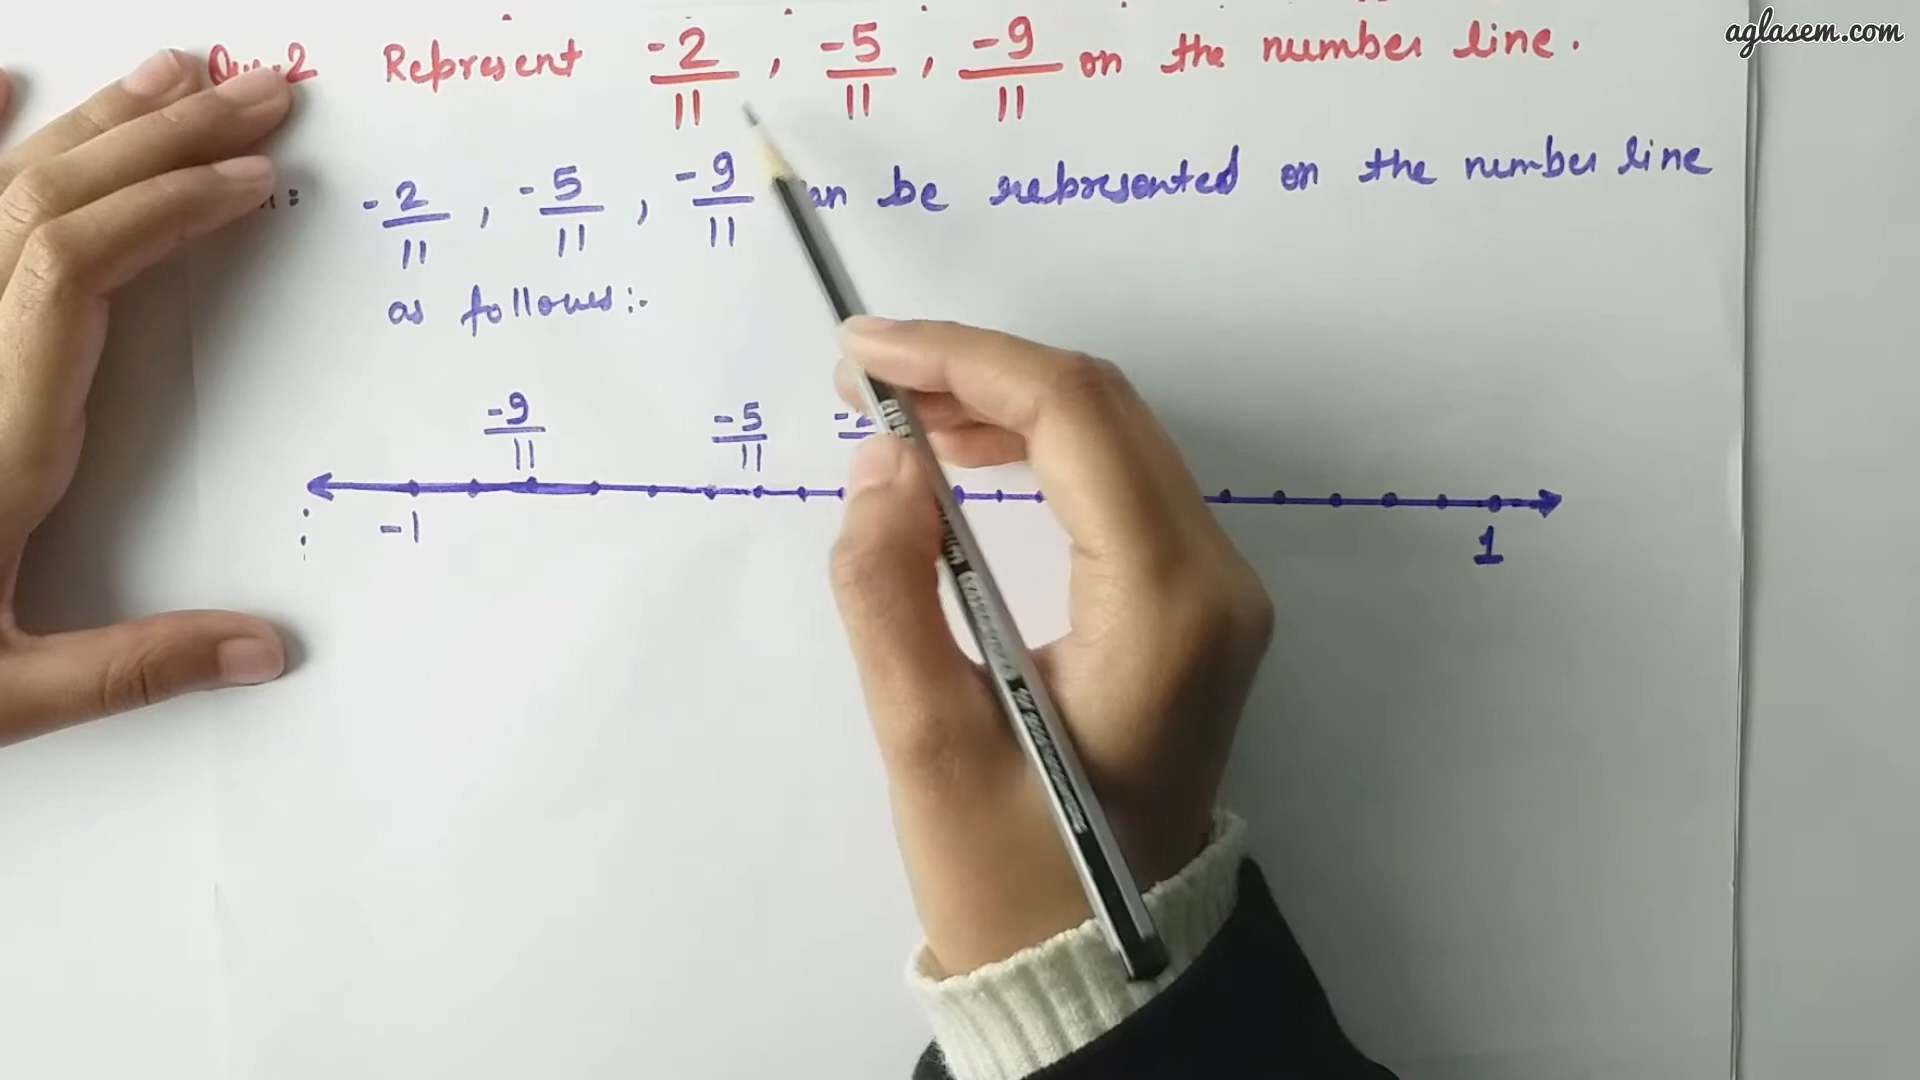 aglasem.com
Represent -2/11, -5/11, -9/11 on the number line.
-2/11, -5/11, -9/11 can be represented on the number line
as follows:-
-9/11 -5/11
-1 1